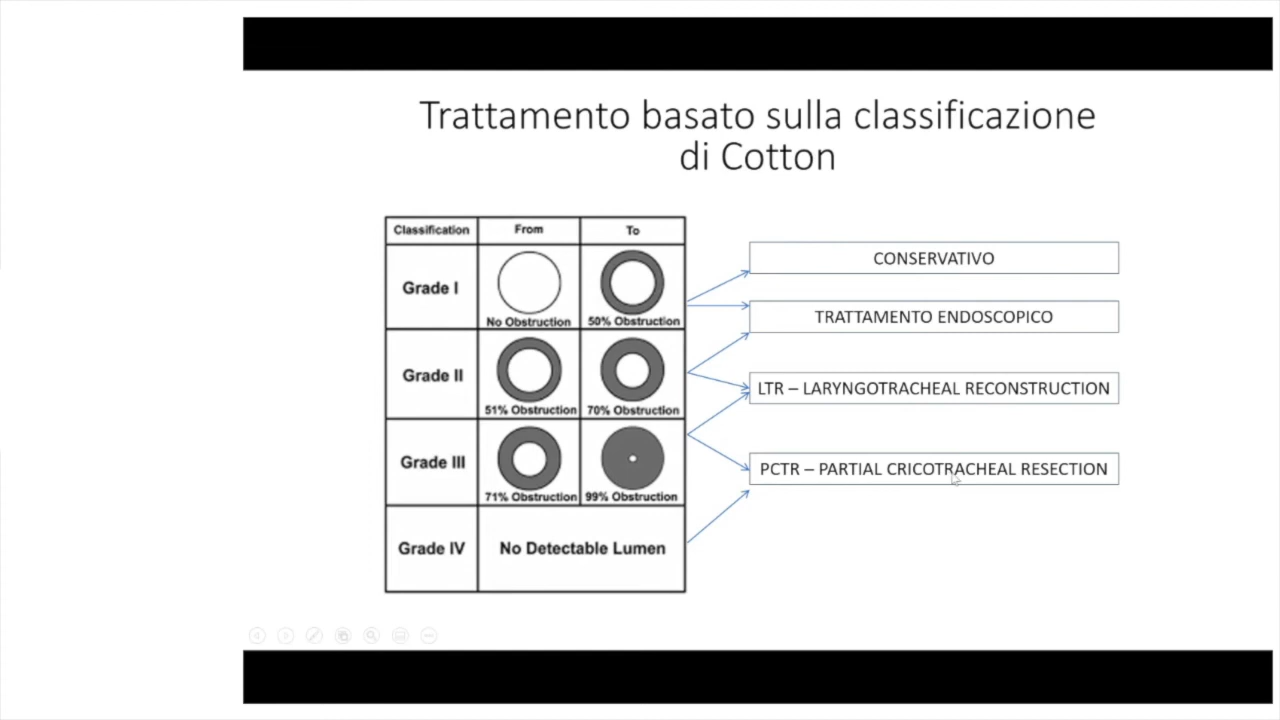 Trattamento basato sulla classificazione
di Cotton
Classification From To
Grade I
No Obstruction 50% Obstruction
Grade II
51% Obstruction 70% Obstruction
Grade III
71% Obstruction 99% Obstruction
Grade IV No Detectable Lumen
CONSERVATIVO
TRATTAMENTO ENDOSCOPICO
LTR – LARYNGOTRACHEAL RECONSTRUCTION
PCTR – PARTIAL CRICOTRACHEAL RESECTION